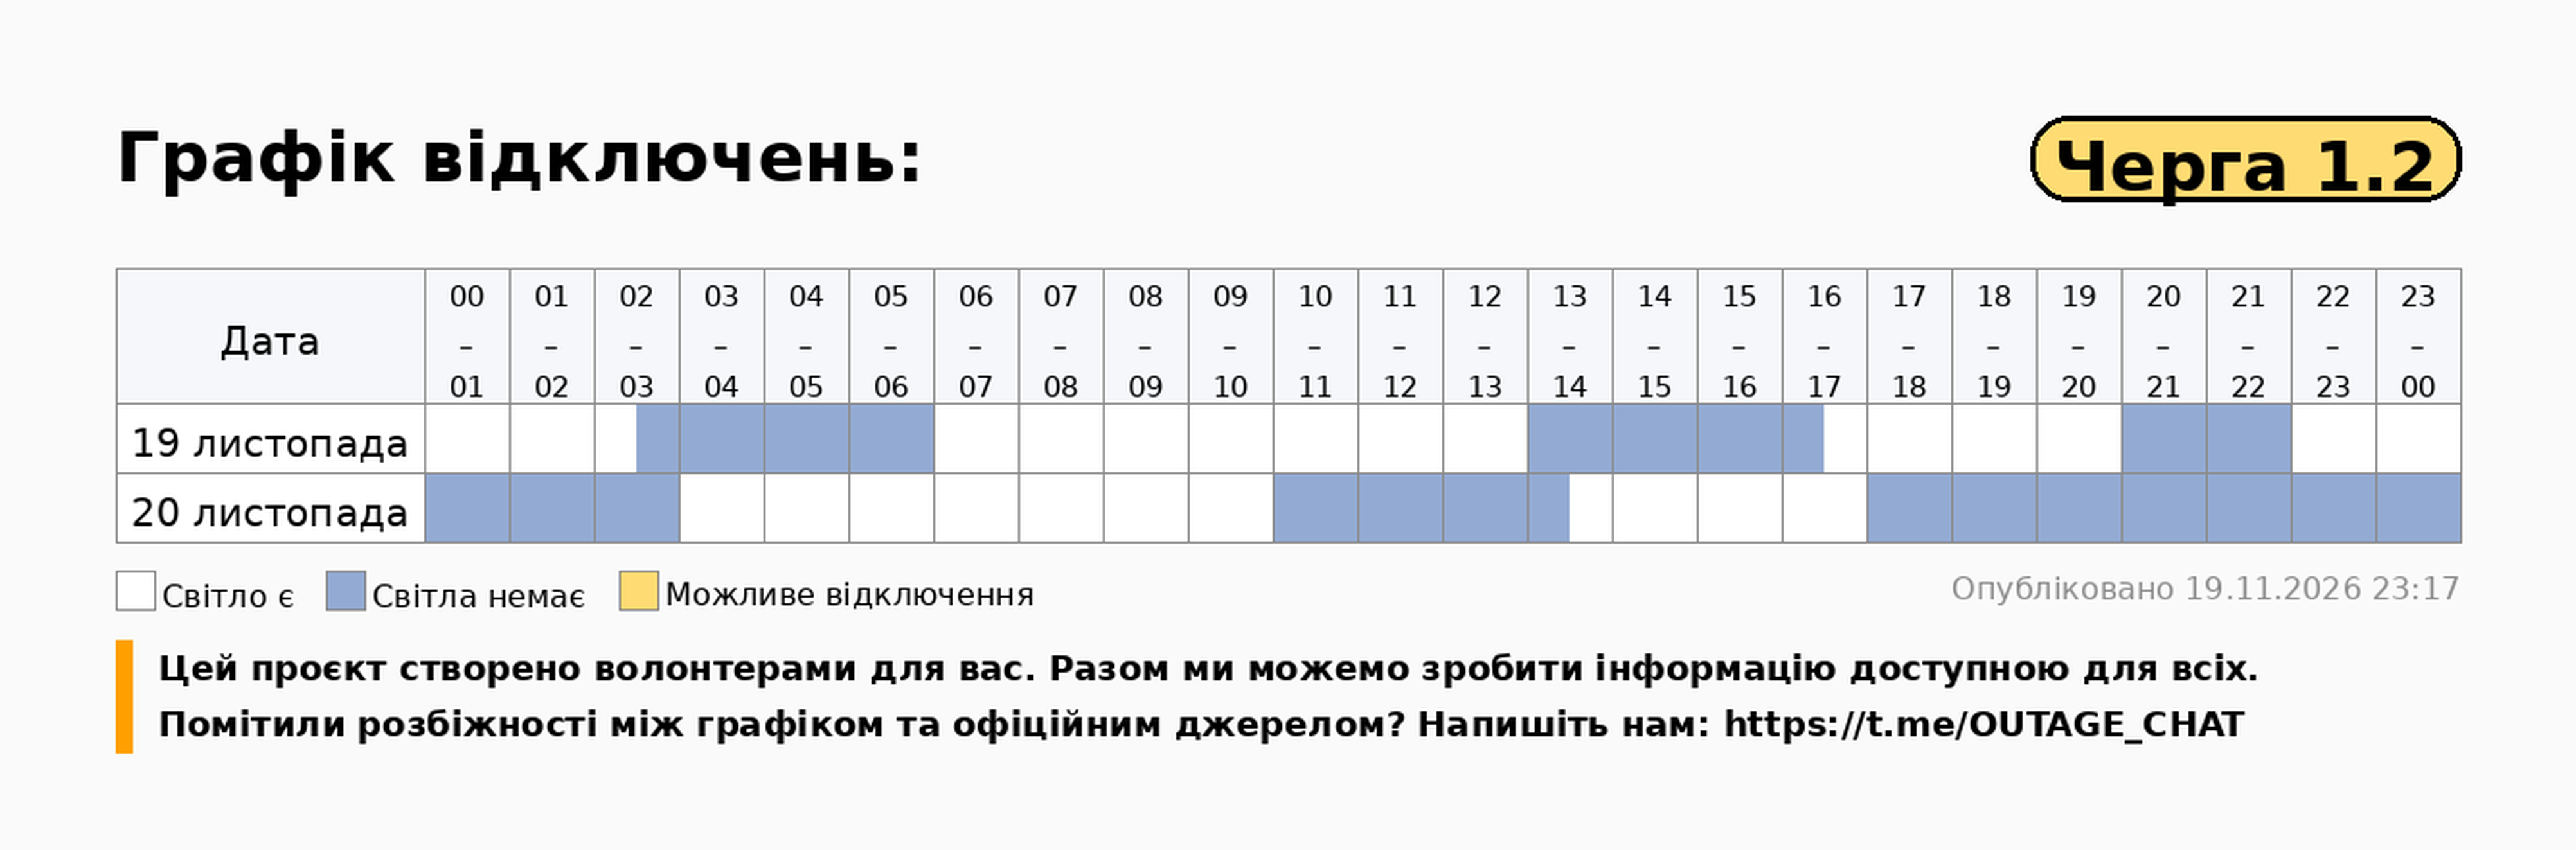 Графік відключень:
Черга 1.2
Дата
00 – 01
01 – 02
02 – 03
03 – 04
04 – 05
05 – 06
06 – 07
07 – 08
08 – 09
09 – 10
10 – 11
11 – 12
12 – 13
13 – 14
14 – 15
15 – 16
16 – 17
17 – 18
18 – 19
19 – 20
20 – 21
21 – 22
22 – 23
23 – 00
19 листопада
20 листопада
Світло є
Світла немає
Можливе відключення
Опубліковано 19.11.2026 23:17
Цей проєкт створено волонтерами для вас. Разом ми можемо зробити інформацію доступною для всіх.
Помітили розбіжності між графіком та офіційним джерелом? Напишіть нам: https://t.me/OUTAGE_CHAT